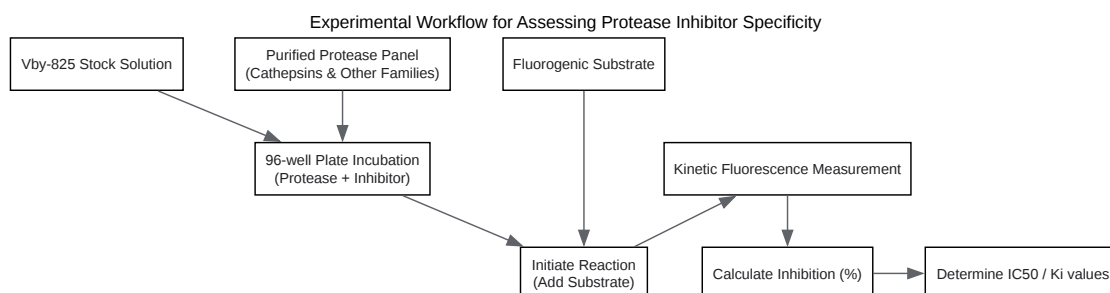 Experimental Workflow for Assessing Protease Inhibitor Specificity
Vby-825 Stock Solution
Purified Protease Panel
(Cathepsins & Other Families)
Fluorogenic Substrate
96-well Plate Incubation
(Protease + Inhibitor)
Kinetic Fluorescence Measurement
Initiate Reaction
(Add Substrate)
Calculate Inhibition (%)
Determine IC50 / Ki values